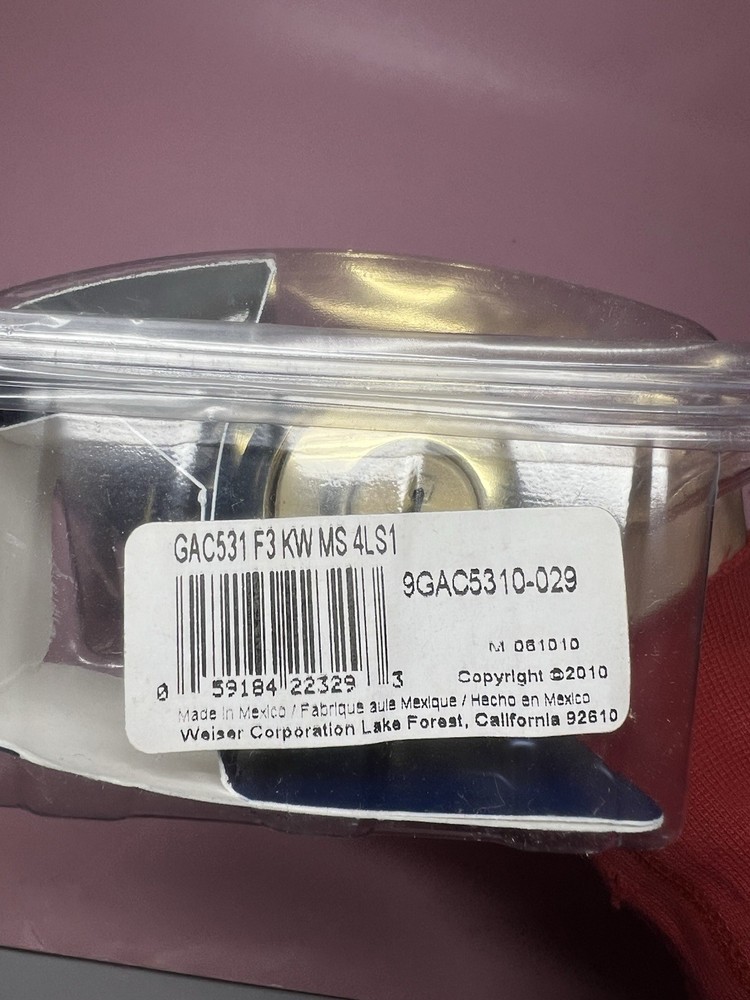 GAC531 F3 KW MS 4LS1
9GAC5310-029
M 061010
Copyright ©2010
0 59184 22329 3
Made in Mexico / Fabrique auie Mexique / Hecho en Mexico
Weiser Corporation Lake Forest, California 92610